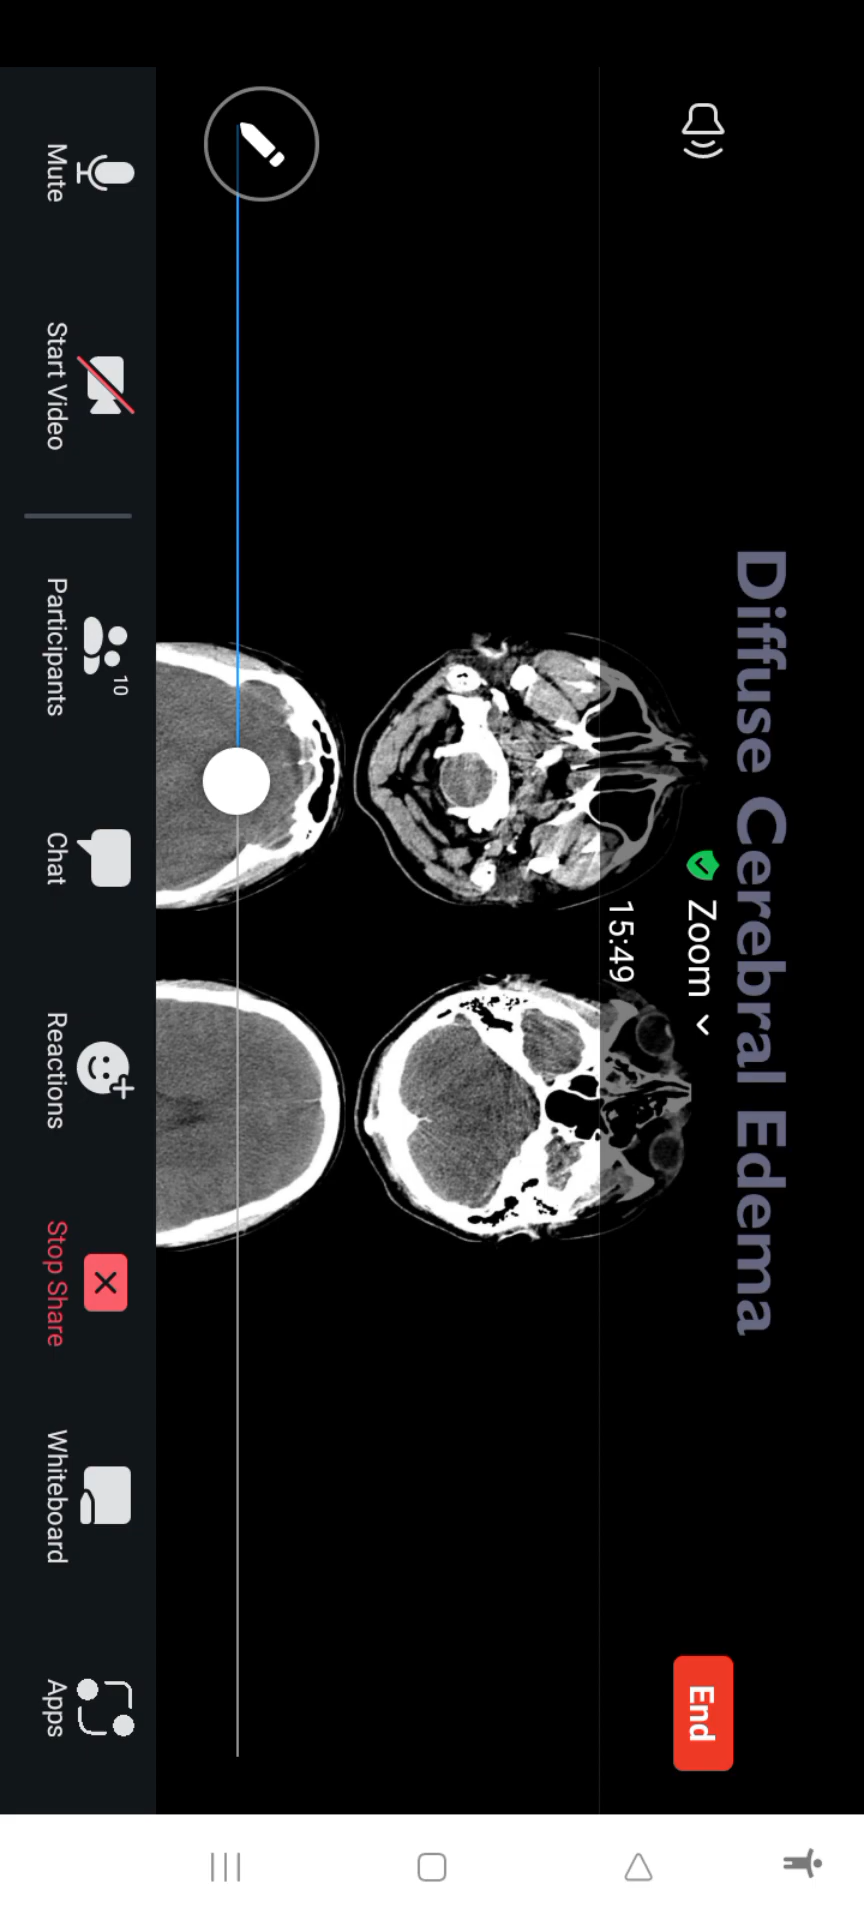 Diffuse Cerebral Edema
Zoom
End
15:49
Mute
Start Video
Participants
10
Chat
Reactions
Stop Share
Whiteboard
Apps